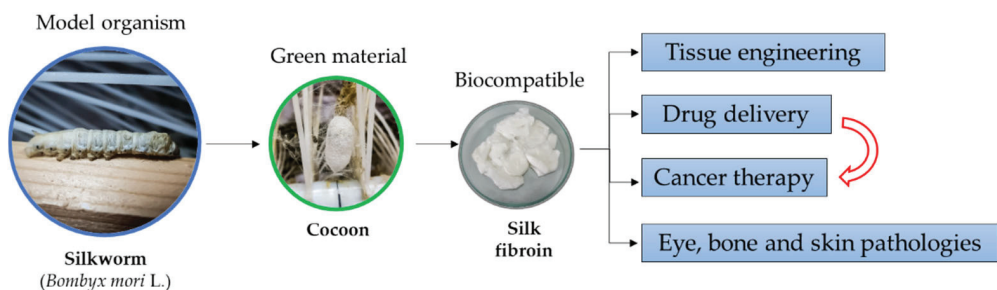 Model organism
Silkworm
(Bombyx mori L.)
Green material
Cocoon
Biocompatible
Silk
fibroin
Tissue engineering
Drug delivery
Cancer therapy
Eye, bone and skin pathologies